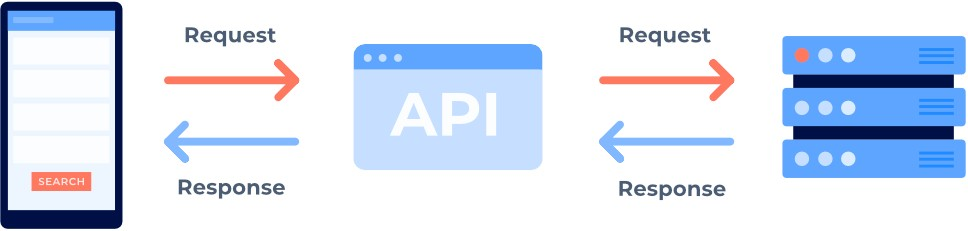 Request
Request
API
SEARCH
Response
Response